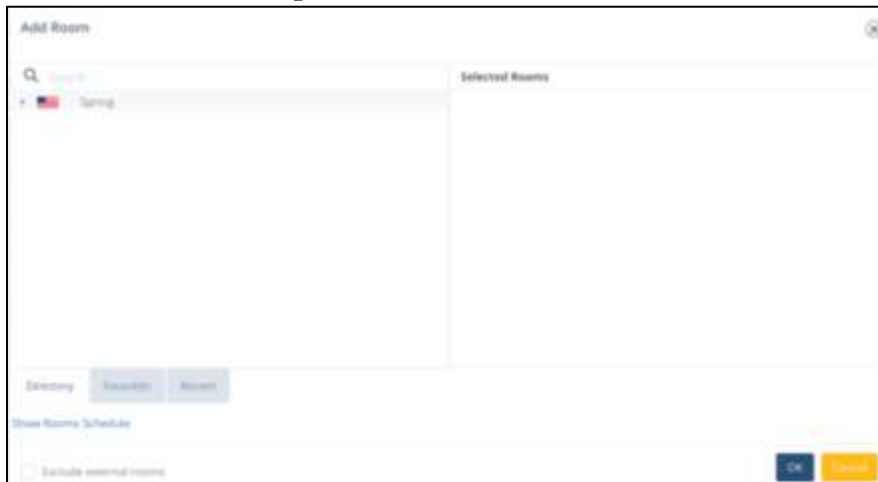 Add Room
Search
Selected Rooms
Spring
Directory
Favorites
Recent
Show Rooms Schedule
Exclude external rooms
OK
Cancel